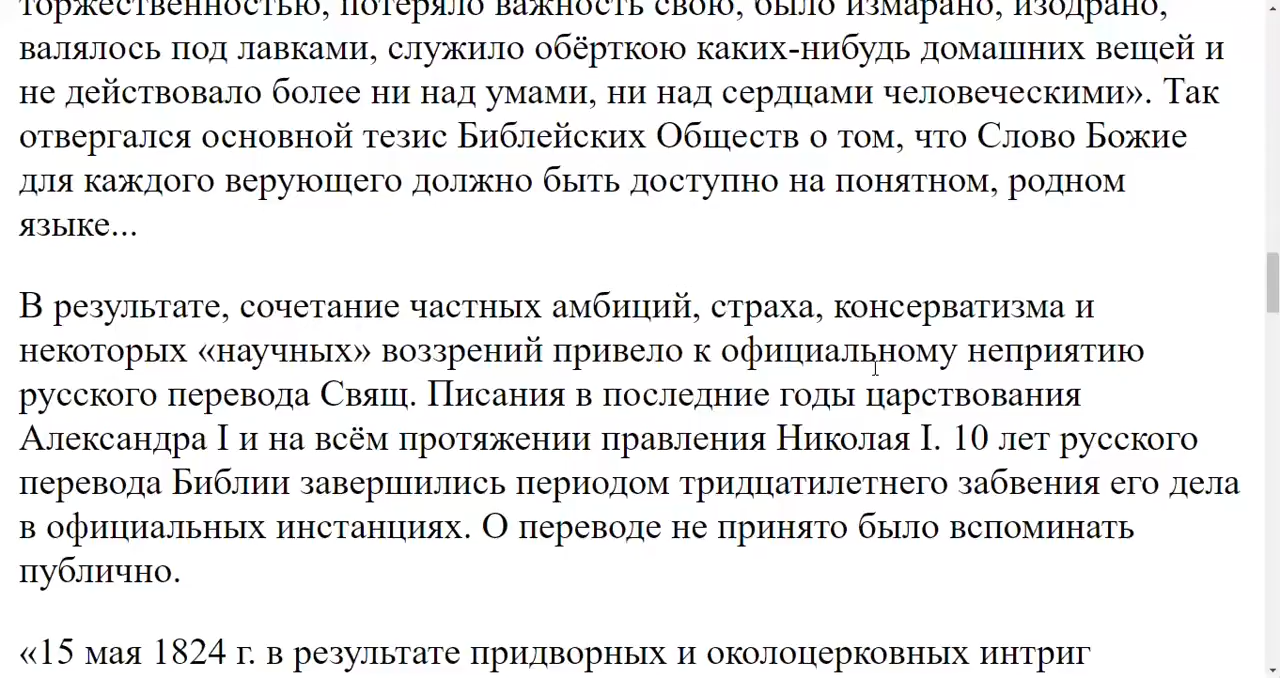 торжественностью, потеряло важность свою, было измарано, изодрано,
валялось под лавками, служило обёрткою каких-нибудь домашних вещей и
не действовало более ни над умами, ни над сердцами человеческими». Так
отвергался основной тезис Библейских Обществ о том, что Слово Божие
для каждого верующего должно быть доступно на понятном, родном
языке...
В результате, сочетание частных амбиций, страха, консерватизма и
некоторых «научных» воззрений привело к официальному неприятию
русского перевода Свящ. Писания в последние годы царствования
Александра I и на всём протяжении правления Николая I. 10 лет русского
перевода Библии завершились периодом тридцатилетнего забвения его дела
в официальных инстанциях. О переводе не принято было вспоминать
публично.
«15 мая 1824 г. в результате придворных и околоцерковных интриг